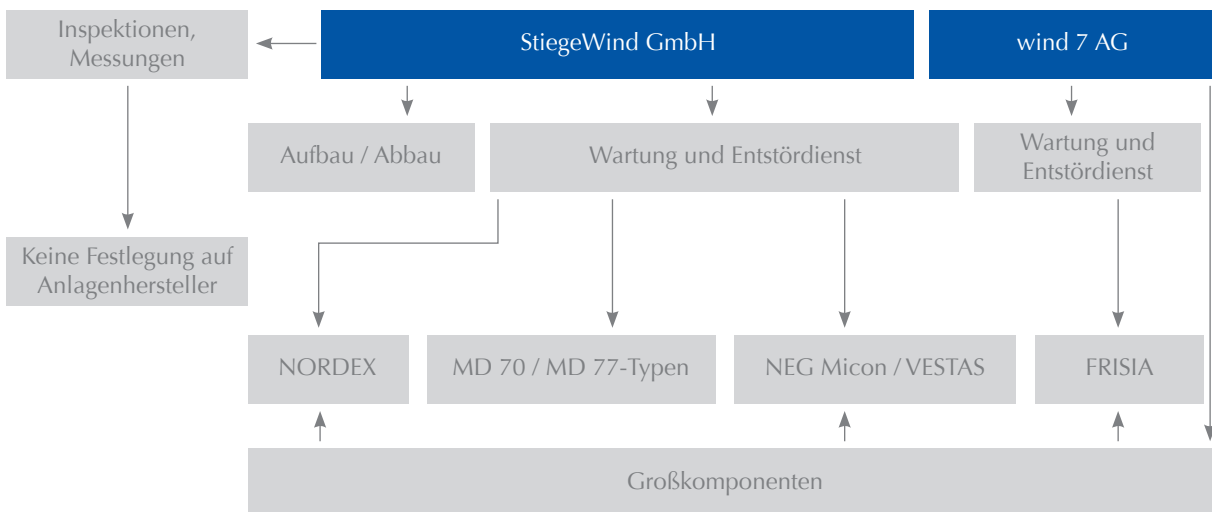 Inspektionen,
Messungen
StiegeWind GmbH
wind 7 AG
Aufbau / Abbau
Wartung und Entstördienst
Wartung und
Entstördienst
Keine Festlegung auf
Anlagenhersteller
NORDEX
MD 70 / MD 77-Typen
NEG Micon / VESTAS
FRISIA
Großkomponenten